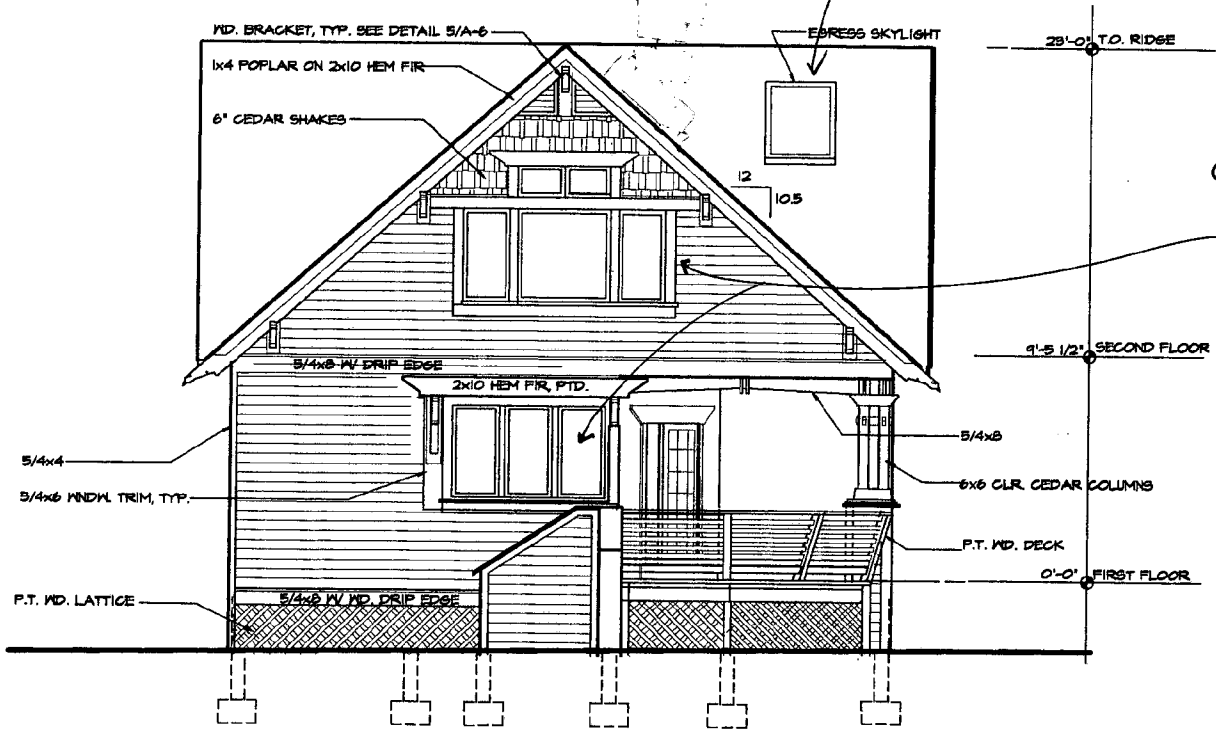 WD. BRACKET, TYP. SEE DETAIL 5/A-6
EGRESS SKYLIGHT
23'-0" T.O. RIDGE
1x4 POPLAR ON 2x10 HEM FIR
6" CEDAR SHAKES
12
10.5
9'-5 1/2" SECOND FLOOR
5/4x8 W/ DRIP EDGE
2x10 HEM FIR, PTD.
5/4x8
5/4x4
6x6 CLR. CEDAR COLUMNS
5/4x6 WNDW. TRIM, TYP.
P.T. WD. DECK
0'-0" FIRST FLOOR
P.T. WD. LATTICE
5/4x8 W/ WD. DRIP EDGE